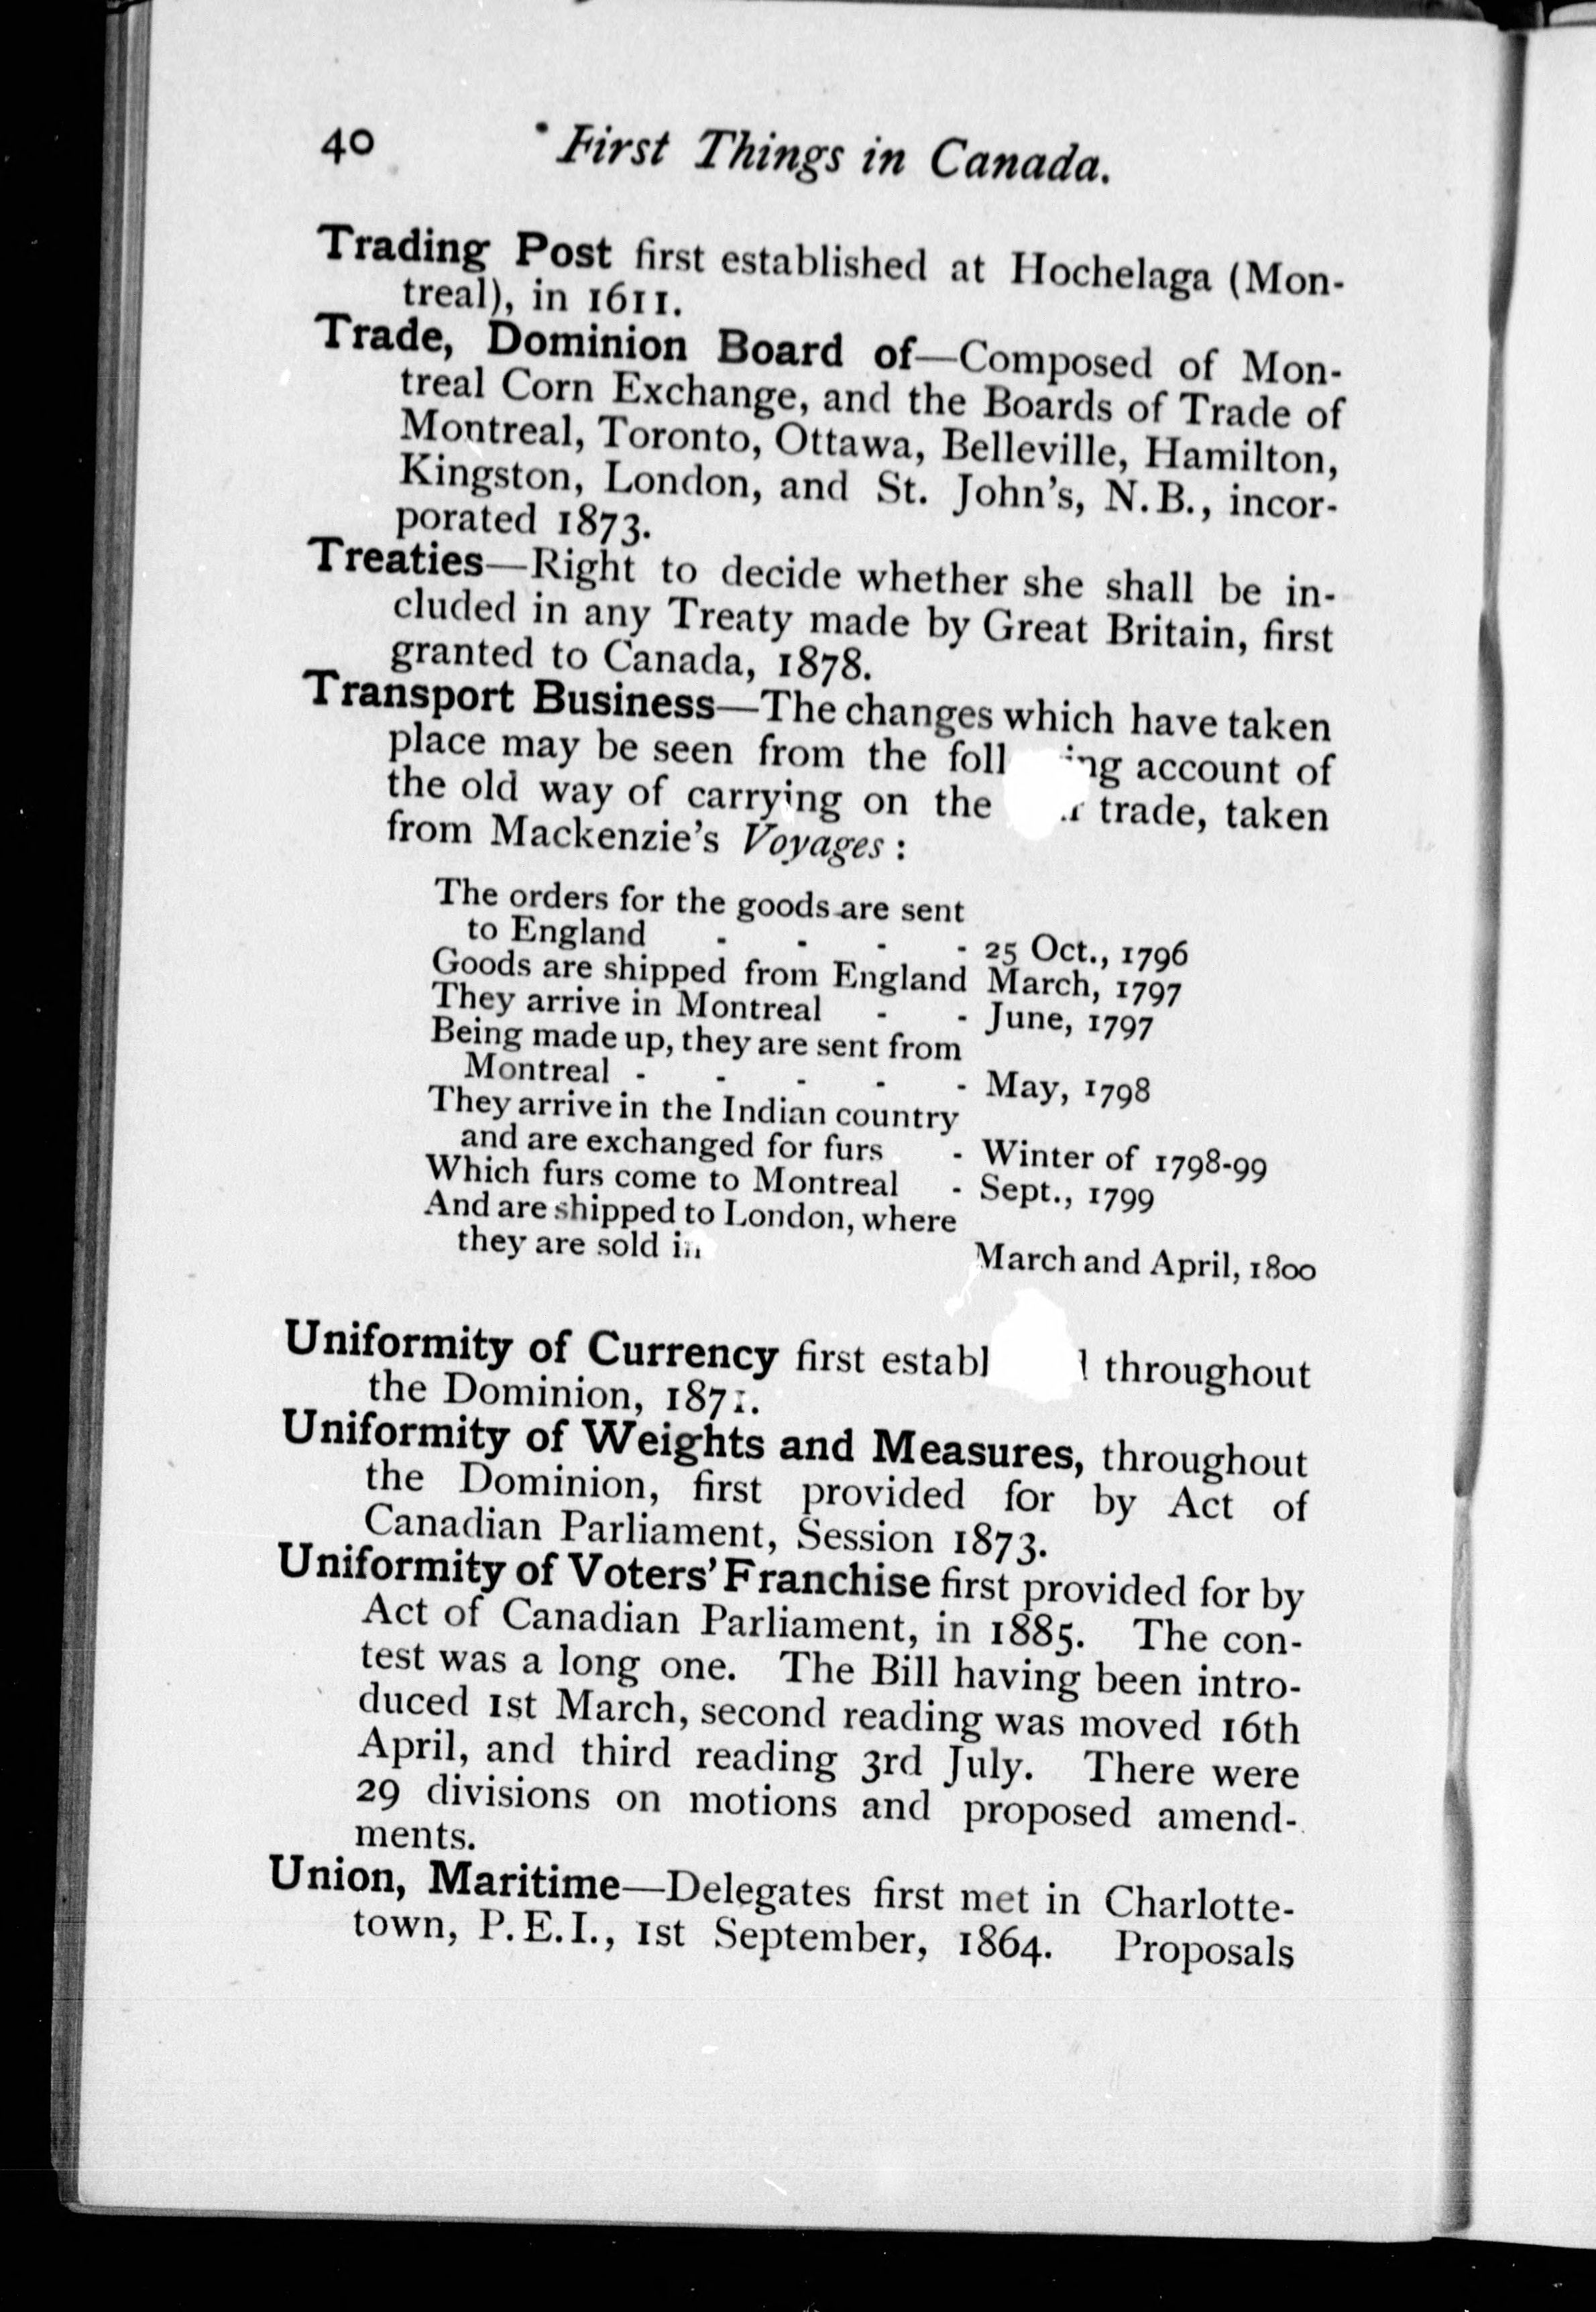 40 First Things in Canada.
Trading Post first established at Hochelaga (Mon-
treal), in 1611.
Trade, Dominion Board of—Composed of Mon-
treal Corn Exchange, and the Boards of Trade of
Montreal, Toronto, Ottawa, Belleville, Hamilton,
Kingston, London, and St. John's, N.B., incor-
porated 1873.
Treaties—Right to decide whether she shall be in-
cluded in any Treaty made by Great Britain, first
granted to Canada, 1878.
Transport Business—The changes which have taken
place may be seen from the account of
the old way of carrying on the trade, taken
from Mackenzie's Voyages:
The orders for the goods are sent
to England - - - - 25 Oct., 1796
Goods are shipped from England March, 1797
They arrive in Montreal - - June, 1797
Being made up, they are sent from
Montreal - - - - - May, 1798
They arrive in the Indian country
and are exchanged for furs - Winter of 1798-99
Which furs come to Montreal - Sept., 1799
And are shipped to London, where
they are sold in March and April, 1800
Uniformity of Currency first throughout
the Dominion, 1871.
Uniformity of Weights and Measures, throughout
the Dominion, first provided for by Act of
Canadian Parliament, Session 1873.
Uniformity of Voters' Franchise first provided for by
Act of Canadian Parliament, in 1885. The con-
test was a long one. The Bill having been intro-
duced 1st March, second reading was moved 16th
April, and third reading 3rd July. There were
29 divisions on motions and proposed amend-
ments.
Union, Maritime—Delegates first met in Charlotte-
town, P.E.I., 1st September, 1864. Proposals